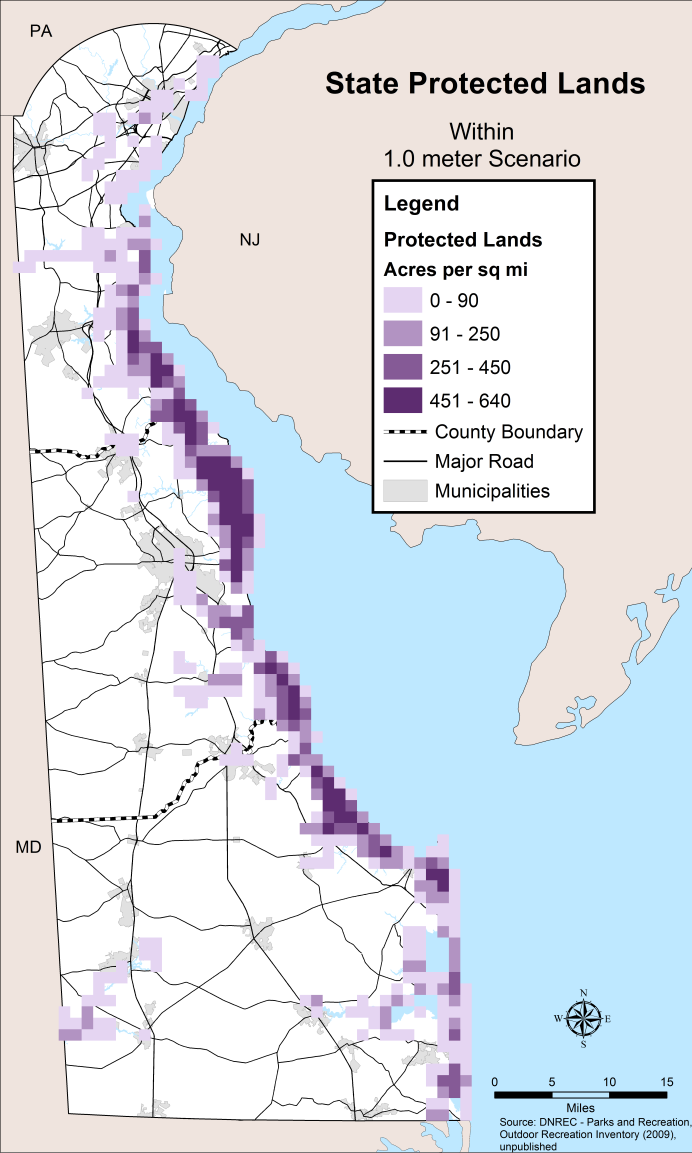 PA
State Protected Lands
Within
1.0 meter Scenario
Legend
Protected Lands
Acres per sq mi
0 - 90
91 - 250
251 - 450
451 - 640
County Boundary
Major Road
Municipalities
NJ
MD
N
W E
S
0 5 10 15
Miles
Source: DNREC - Parks and Recreation,
Outdoor Recreation Inventory (2009),
unpublished